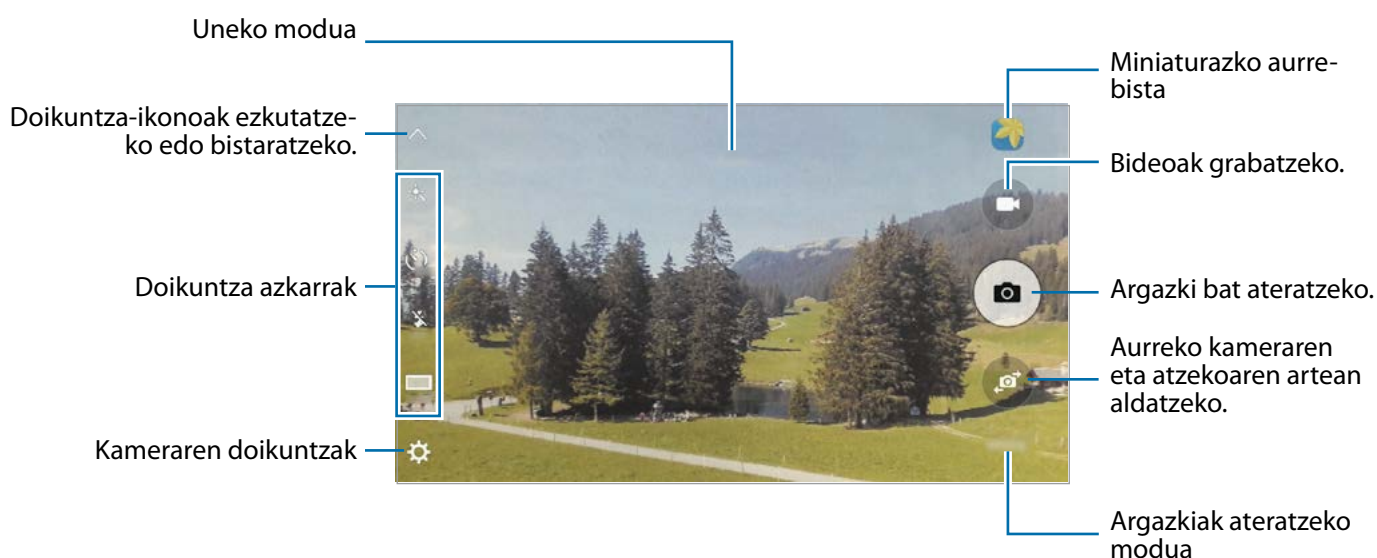 Uneko modua
Doikuntza-ikonoak ezkutatze-
ko edo bistaratzeko.
Doikuntza azkarrak
Kameraren doikuntzak
Miniaturazko aurre-
bista
Bideoak grabatzeko.
Argazki bat ateratzeko.
Aurreko kameraren
eta atzekoaren artean
aldatzeko.
Argazkiak ateratzeko
modua